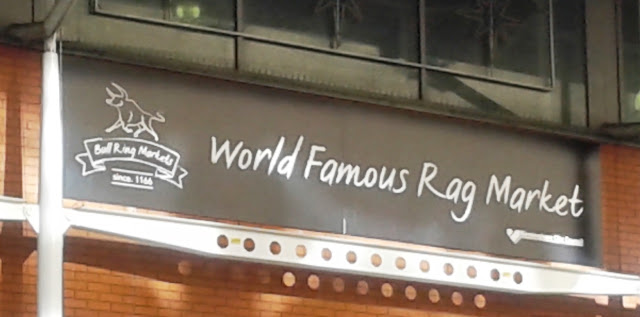 Bull Ring Markets
since. 1166
World Famous Rag Market